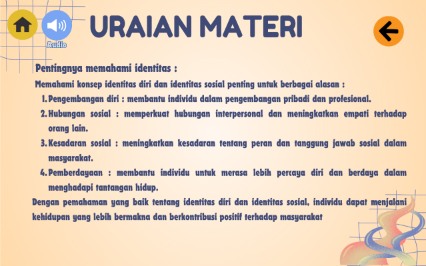 URAIAN MATERI
Audio
Pentingnya memahami identitas :
Memahami konsep identitas diri dan identitas sosial penting untuk berbagai alasan :
1. Pengembangan diri : membantu individu dalam pengembangan pribadi dan profesional.
2. Hubungan sosial : memperkuat hubungan interpersonal dan meningkatkan empati terhadap
orang lain.
3. Kesadaran sosial : meningkatkan kesadaran tentang peran dan tanggung jawab sosial dalam
masyarakat.
4. Pemberdayaan : membantu individu untuk merasa lebih percaya diri dan berdaya dalam
menghadapi tantangan hidup.
Dengan pemahaman yang baik tentang identitas diri dan identitas sosial, individu dapat menjalani
kehidupan yang lebih bermakna dan berkontribusi positif terhadap masyarakat